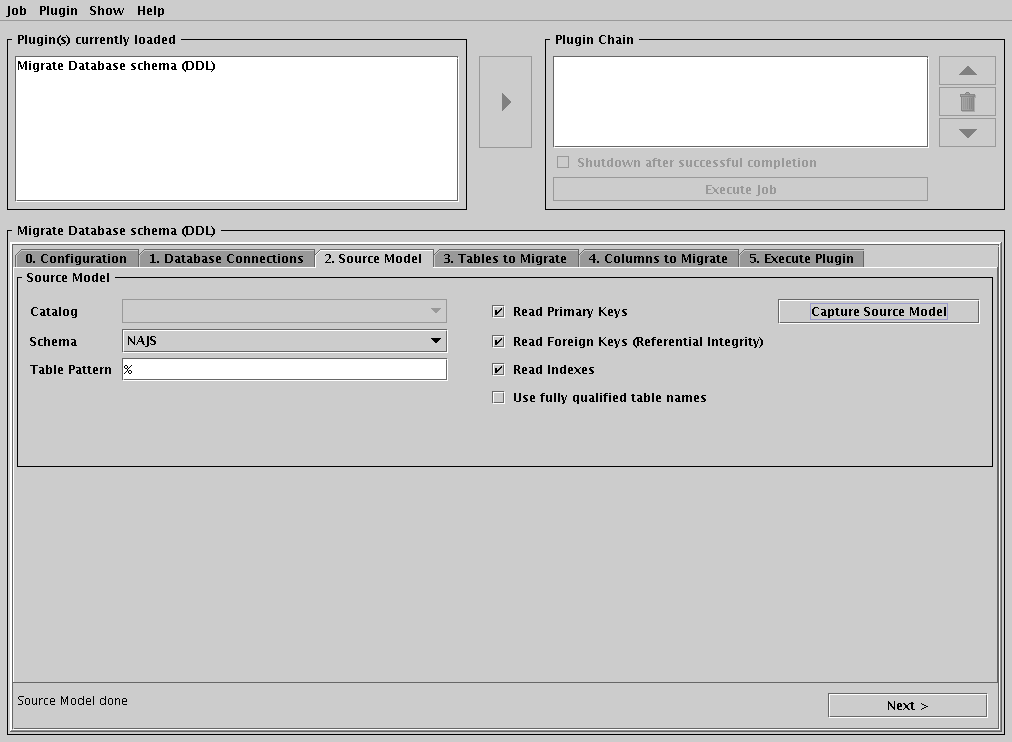 Job Plugin Show Help
Plugin(s) currently loaded
Migrate Database schema (DDL)
Plugin Chain
Shutdown after successful completion
Execute Job
Migrate Database schema (DDL)
0. Configuration
1. Database Connections
2. Source Model
3. Tables to Migrate
4. Columns to Migrate
5. Execute Plugin
Source Model
Catalog
Schema
NAJS
Table Pattern
%
Read Primary Keys
Read Foreign Keys (Referential Integrity)
Read Indexes
Use fully qualified table names
Capture Source Model
Source Model done
Next >